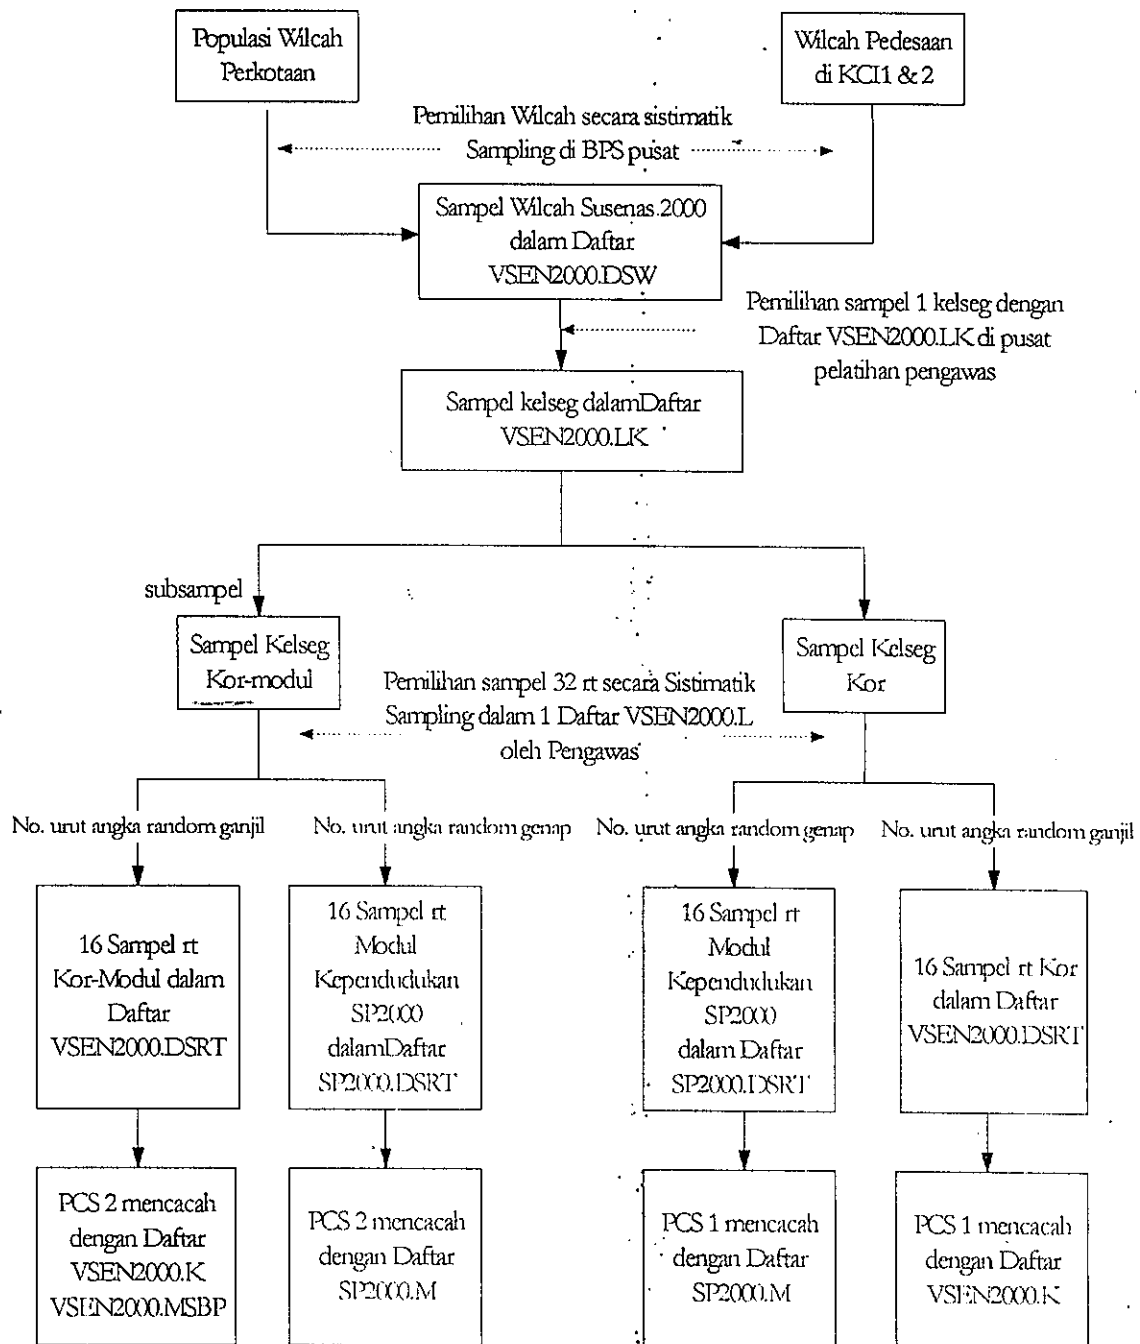 Populasi Wilcah
Perkotaan
Wilcah Pedesaan
di KCI1 & 2
Pemilihan Wilcah secara sistimatik
Sampling di BPS pusat
Sampel Wilcah Susenas 2000
dalam Daftar
VSEN2000.DSW
Pemilihan sampel 1 kelseg dengan
Daftar VSEN2000.LK di pusat
pelatihan pengawas
Sampel kelseg dalamDaftar
VSEN2000.LK
subsampel
Sampel Kelseg
Kor-modul
Sampel Kelseg
Kor
Pemilihan sampel 32 rt secara Sistimatik
Sampling dalam 1 Daftar VSEN2000.L
oleh Pengawas
No. urut angka random ganjil
No. urut angka random genap
No. urut angka random genap
No. urut angka random ganjil
16 Sampel rt
Kor-Modul dalam
Daftar
VSEN2000.DSRT
16 Sampel rt
Modul
Kependudukan
SP2000
dalamDaftar
SP2000.DSRT
16 Sampel rt
Modul
Kependudukan
SP2000
dalam Daftar
SP2000.DSRT
16 Sampel rt Kor
dalam Daftar
VSEN2000.DSRT
PCS 2 mencacah
dengan Daftar
VSEN2000.K
VSEN2000.MSBP
PCS 2 mencacah
dengan Daftar
SP2000.M
PCS 1 mencacah
dengan Daftar
SP2000.M
PCS 1 mencacah
dengan Daftar
VSEN2000.K